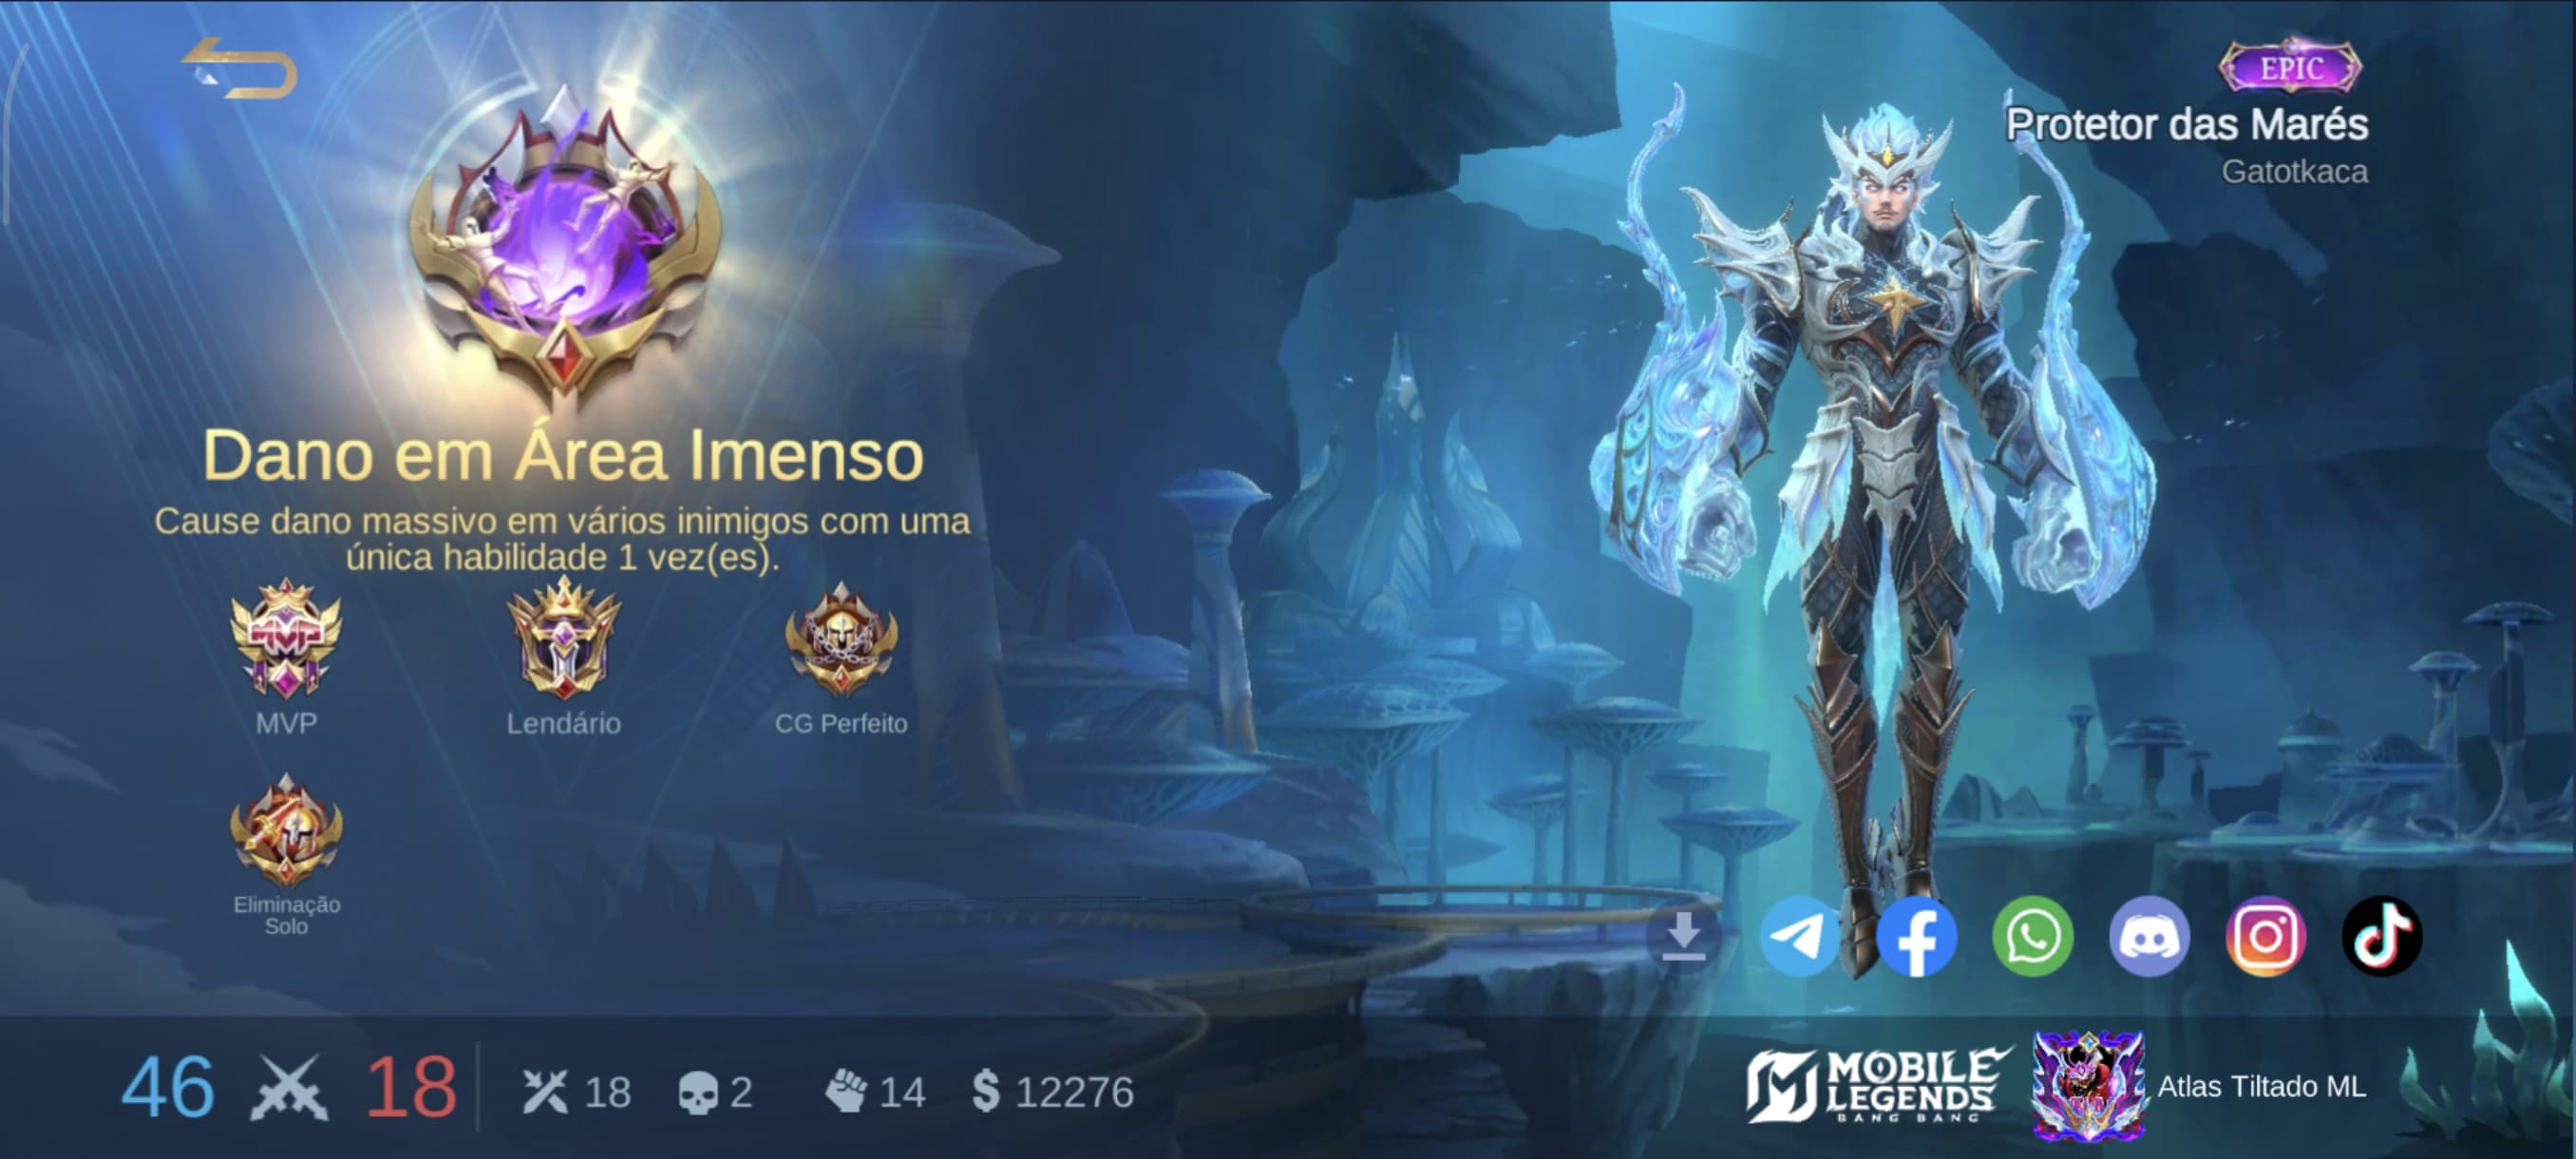 EPIC
Protetor das Marés
Gatotkaca
Dano em Área Imenso
Cause dano massivo em vários inimigos com uma
única habilidade 1 vez(es).
MVP
MVP
Lendário
CG Perfeito
Eliminação
Solo
46
18
18
2
14
$ 12276
MOBILE
LEGENDS
BANG BANG
Atlas Tiltado ML